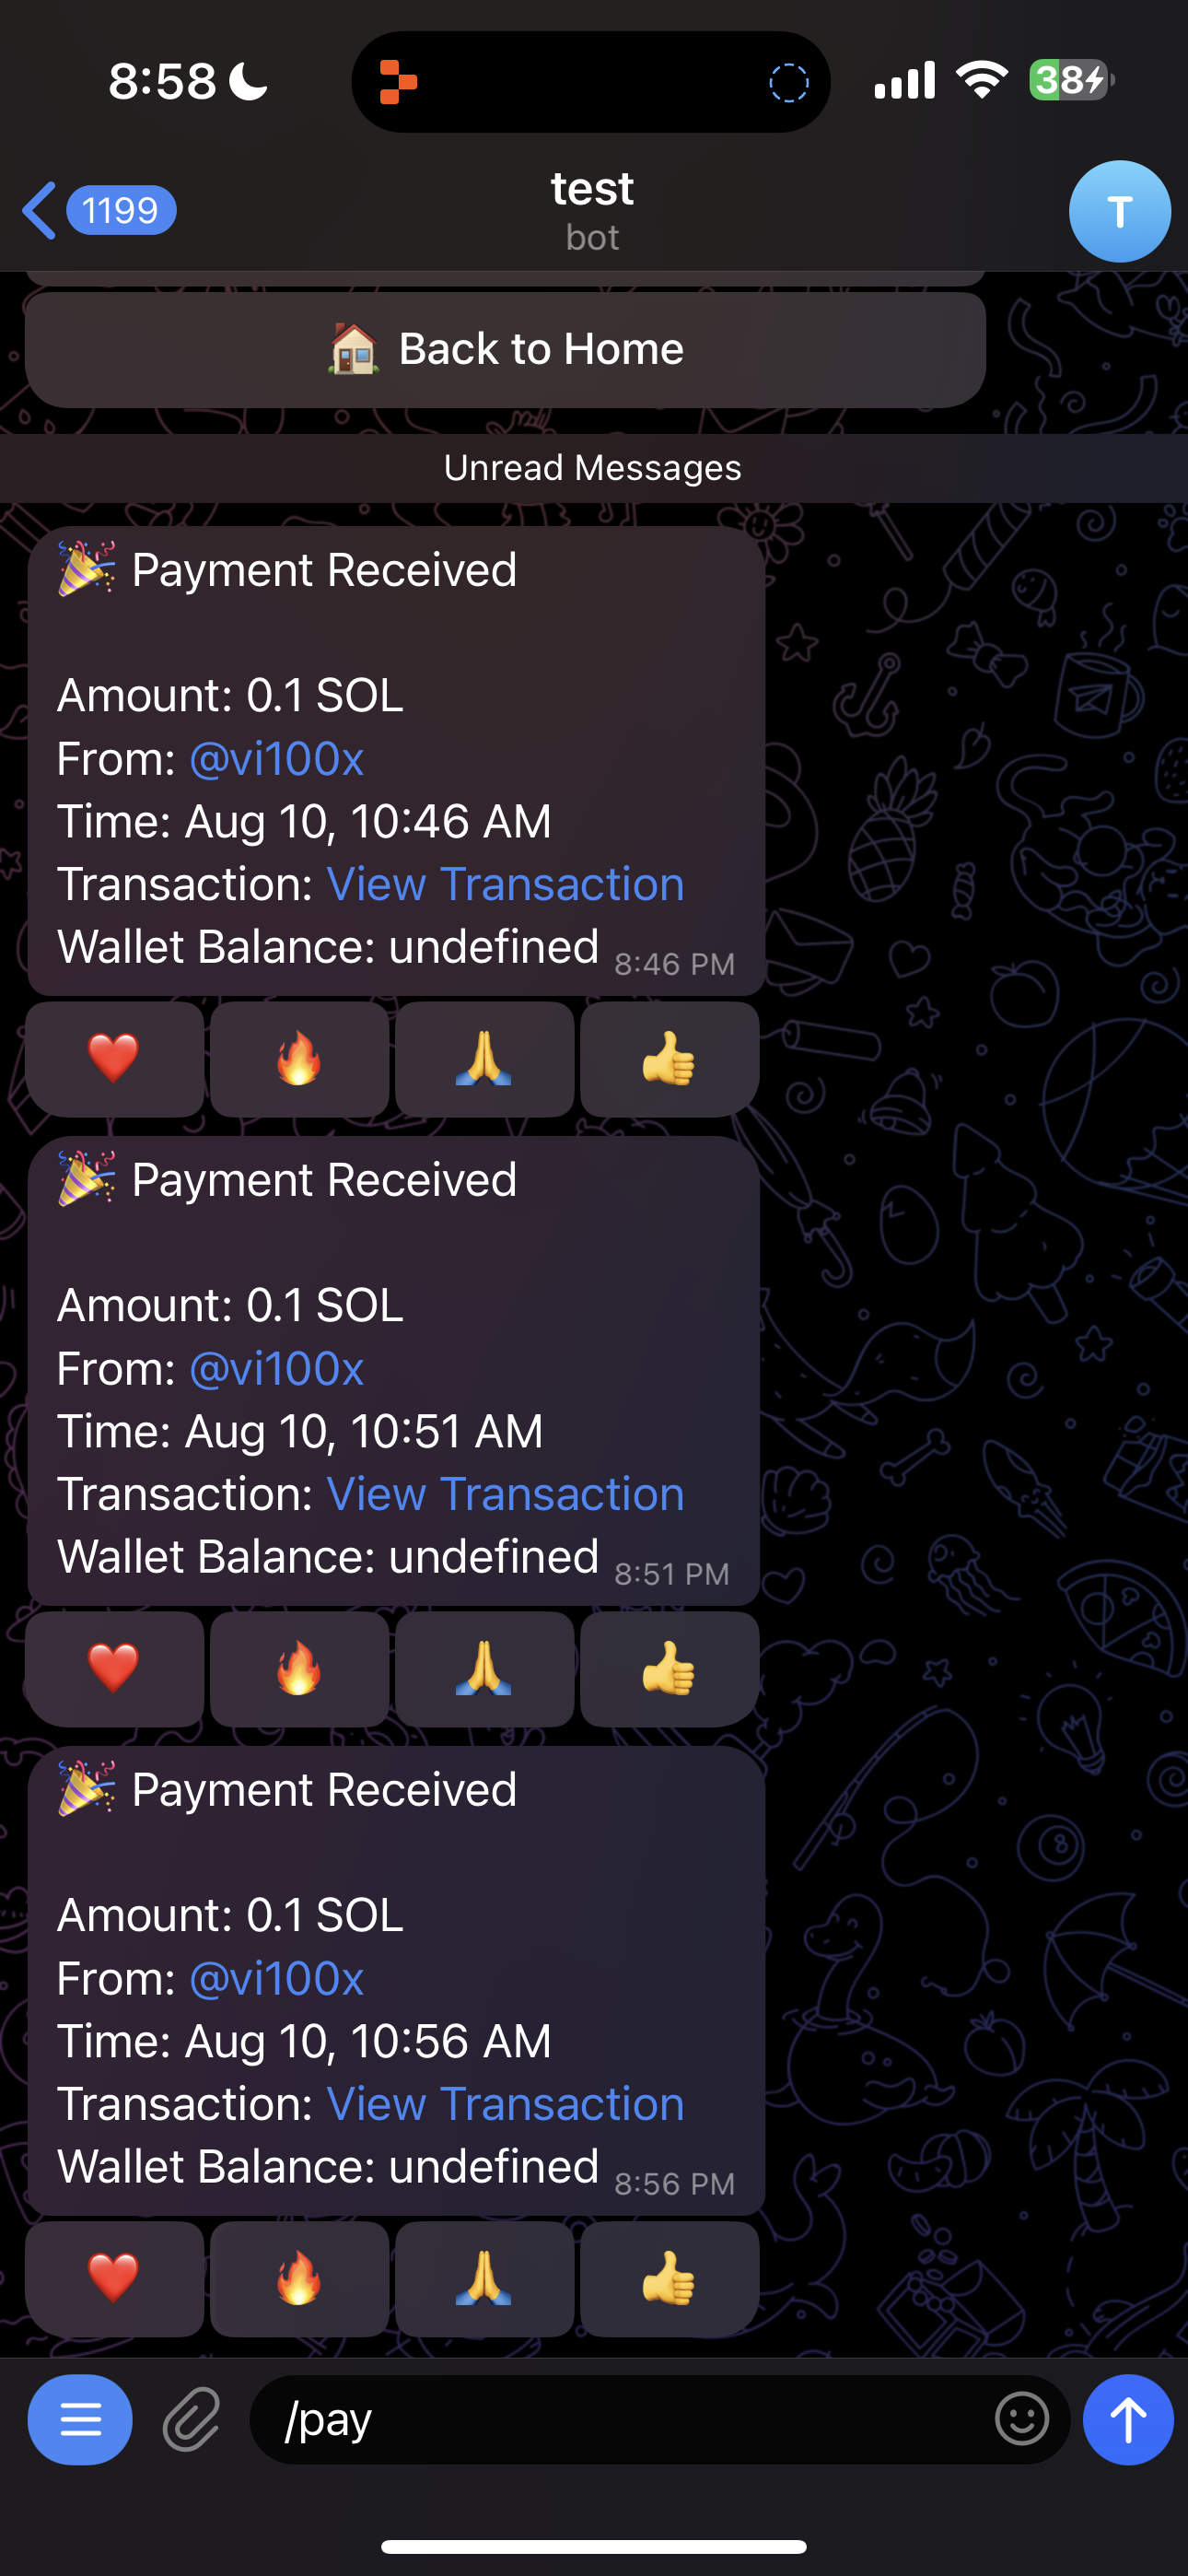 8:58
38
1199
test
T
bot
🏠 Back to Home
Unread Messages
🎉 Payment Received
Amount: 0.1 SOL
From: @vi100x
Time: Aug 10, 10:46 AM
Transaction: View Transaction
Wallet Balance: undefined 8:46 PM
🎉 Payment Received
Amount: 0.1 SOL
From: @vi100x
Time: Aug 10, 10:51 AM
Transaction: View Transaction
Wallet Balance: undefined 8:51 PM
🎉 Payment Received
Amount: 0.1 SOL
From: @vi100x
Time: Aug 10, 10:56 AM
Transaction: View Transaction
Wallet Balance: undefined 8:56 PM
/pay